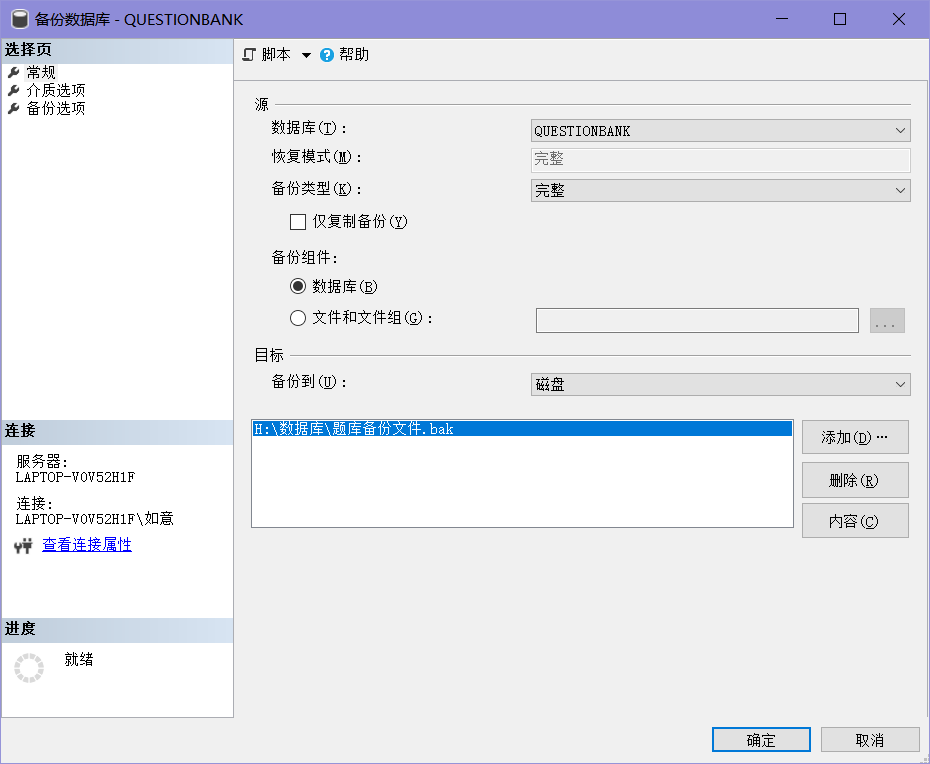 备份数据库 - QUESTIONBANK
选择页
常规
介质选项
备份选项
脚本
帮助
源
数据库(T):
QUESTIONBANK
恢复模式(M):
完整
备份类型(K):
完整
仅复制备份(Y)
备份组件:
数据库(B)
文件和文件组(G):
...
目标
备份到(U):
磁盘
H:\数据库\题库备份文件.bak
添加(D)…
删除(R)
内容(C)
连接
服务器:
LAPTOP-V0V52H1F
连接:
LAPTOP-V0V52H1F\如意
查看连接属性
进度
就绪
确定
取消